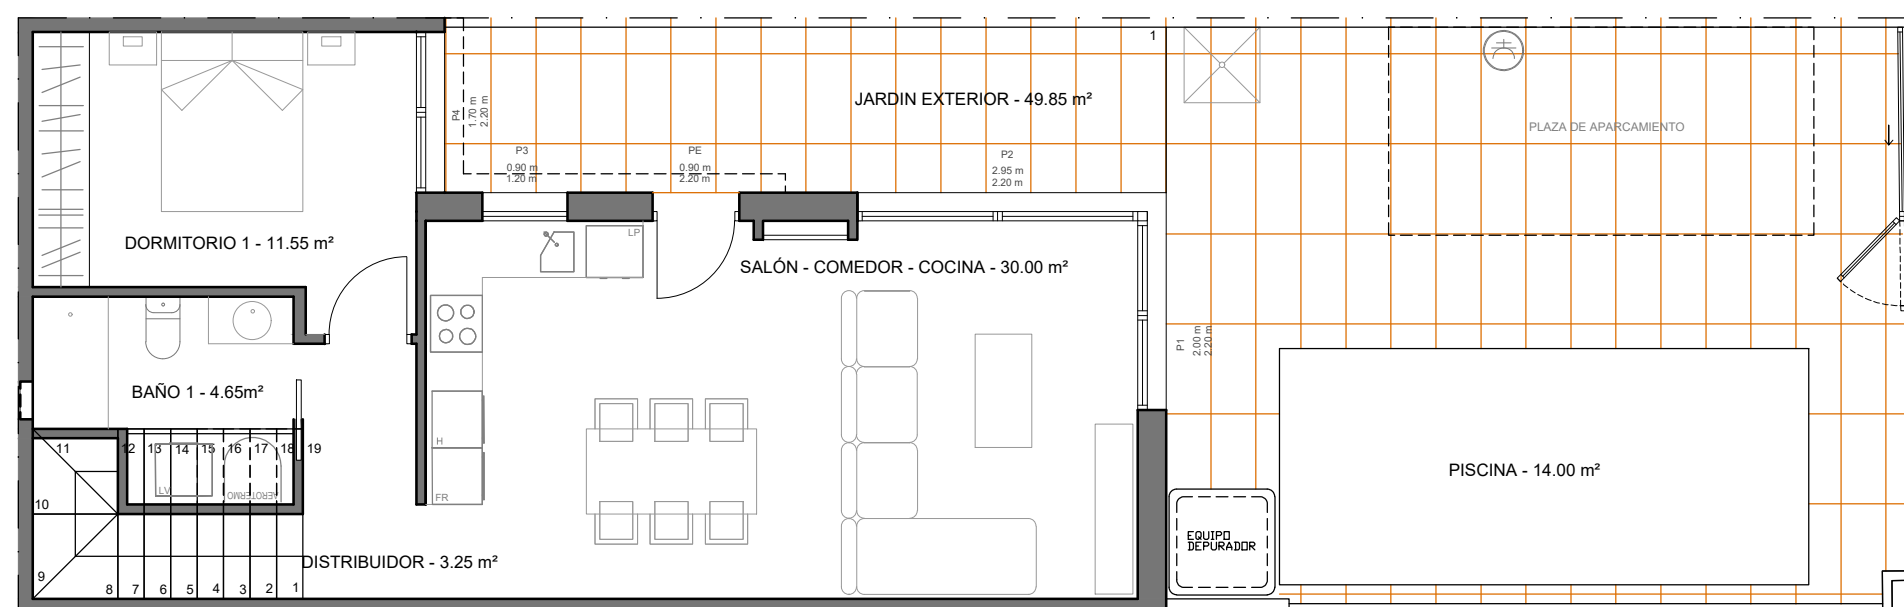 1
JARDIN EXTERIOR - 49.85 m²
P4
1.70 m
2.20 m
PLAZA DE APARCAMIENTO
P3
0.90 m
1.20 m
PE
0.90 m
2.20 m
P2
2.95 m
2.20 m
DORMITORIO 1 - 11.55 m²
LP
SALÓN - COMEDOR - COCINA - 30.00 m²
P1
2.00 m
2.20 m
BAÑO 1 - 4.65m²
11
12
13
14
15
16
17
18
19
H
PISCINA - 14.00 m²
LV
AEROTERMO
FR
10
EQUIPO
DEPURADOR
DISTRIBUIDOR - 3.25 m²
9
8
7
6
5
4
3
2
1